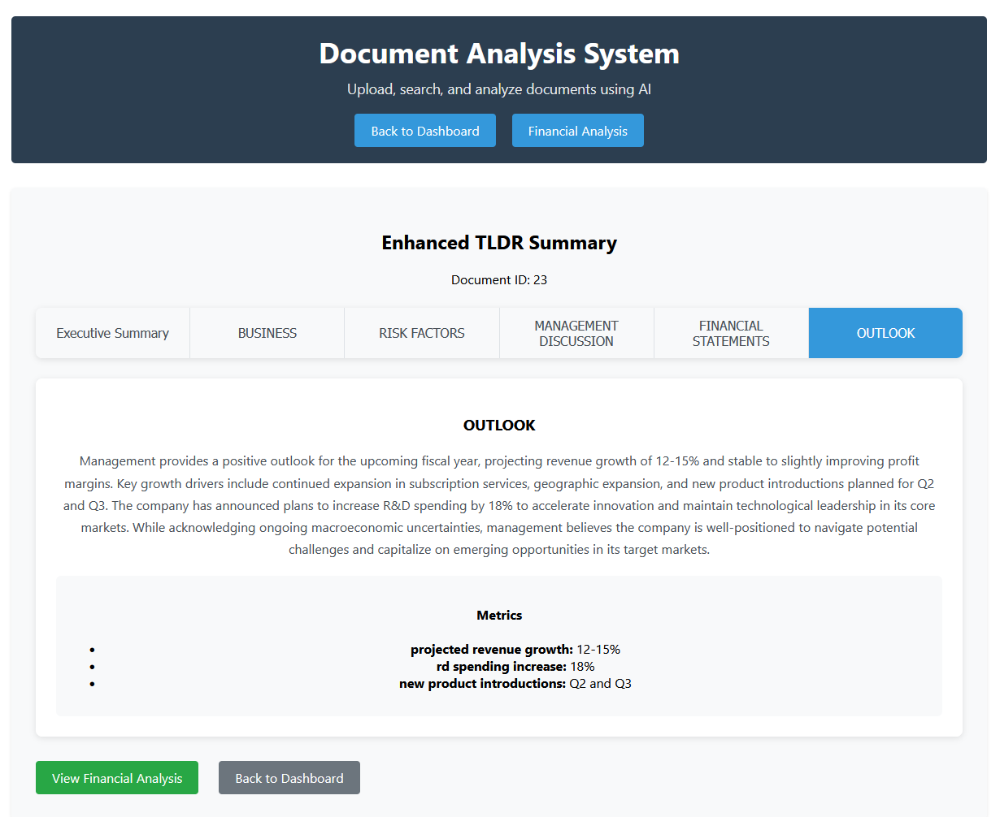 Document Analysis System
Upload, search, and analyze documents using AI
Back to Dashboard
Financial Analysis
Enhanced TLDR Summary
Document ID: 23
Executive Summary
BUSINESS
RISK FACTORS
MANAGEMENT
DISCUSSION
FINANCIAL
STATEMENTS
OUTLOOK
OUTLOOK
Management provides a positive outlook for the upcoming fiscal year, projecting revenue growth of 12-15% and stable to slightly improving profit
margins. Key growth drivers include continued expansion in subscription services, geographic expansion, and new product introductions planned for Q2
and Q3. The company has announced plans to increase R&D spending by 18% to accelerate innovation and maintain technological leadership in its core
markets. While acknowledging ongoing macroeconomic uncertainties, management believes the company is well-positioned to navigate potential
challenges and capitalize on emerging opportunities in its target markets.
Metrics
• projected revenue growth: 12-15%
• rd spending increase: 18%
• new product introductions: Q2 and Q3
View Financial Analysis
Back to Dashboard